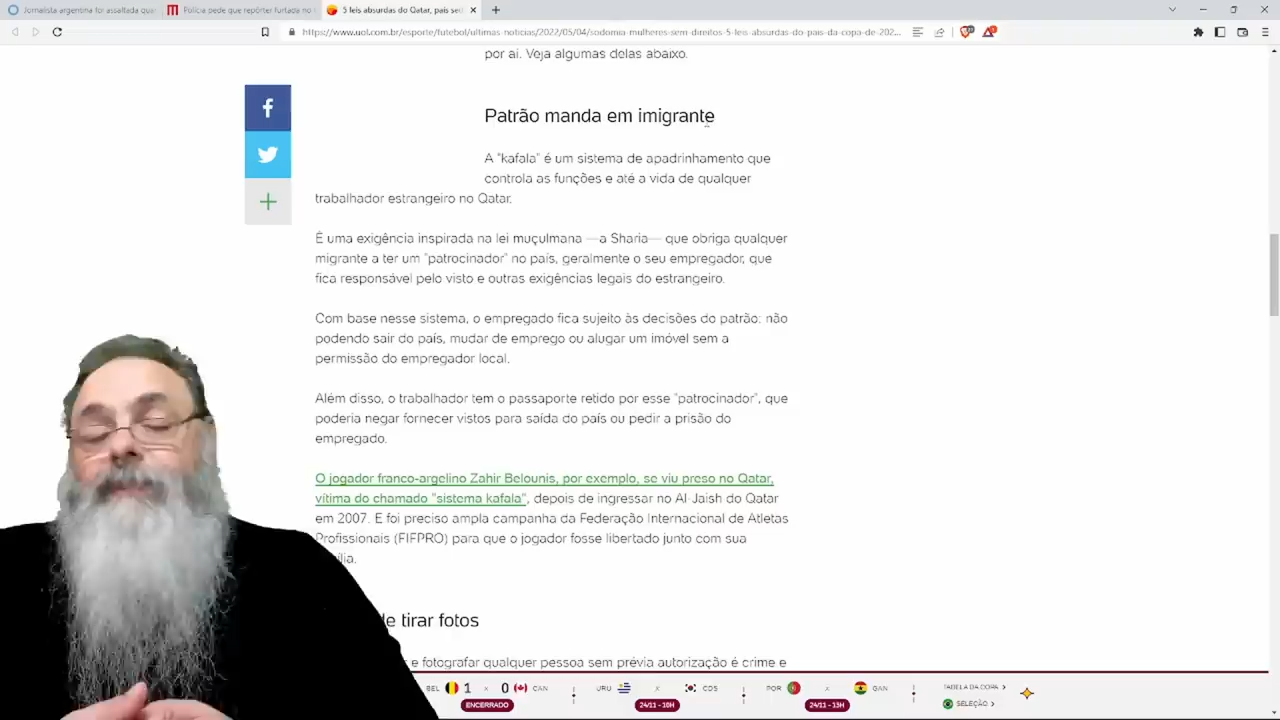 Jornalista argentina foi assaltada quar
Polícia pede que repórter furtada no
5 leis absurdas do Qatar, país sed
https://www.uol.com.br/esporte/futebol/ultimas-noticias/2022/05/04/sodomia-mulheres-sem-direitos-5-leis-absurdas-do-pais-da-copa-de-202...
por aí. Veja algumas delas abaixo.
Patrão manda em imigrante
A "kafala" é um sistema de apadrinhamento que
controla as funções e até a vida de qualquer
trabalhador estrangeiro no Qatar.
É uma exigência inspirada na lei muçulmana —a Sharia— que obriga qualquer
migrante a ter um "patrocinador" no país, geralmente o seu empregador, que
fica responsável pelo visto e outras exigências legais do estrangeiro.
Com base nesse sistema, o empregado fica sujeito às decisões do patrão: não
podendo sair do país, mudar de emprego ou alugar um imóvel sem a
permissão do empregador local.
Além disso, o trabalhador tem o passaporte retido por esse "patrocinador", que
poderia negar fornecer vistos para saída do país ou pedir a prisão do
empregado.
O jogador franco-argelino Zahir Belounis, por exemplo, se viu preso no Qatar,
vítima do chamado "sistema kafala", depois de ingressar no Al-Jaish do Qatar
em 2007. E foi preciso ampla campanha da Federação Internacional de Atletas
Profissionais (FIFPRO) para que o jogador fosse libertado junto com sua
ília.
de tirar fotos
e fotografar qualquer pessoa sem prévia autorização é crime e
BEL 1 x 0 CAN URU x COS POR x GAN TABELA DA COPA
ENCERRADO 24/11 - 10H 24/11 - 13H SELEÇÃO